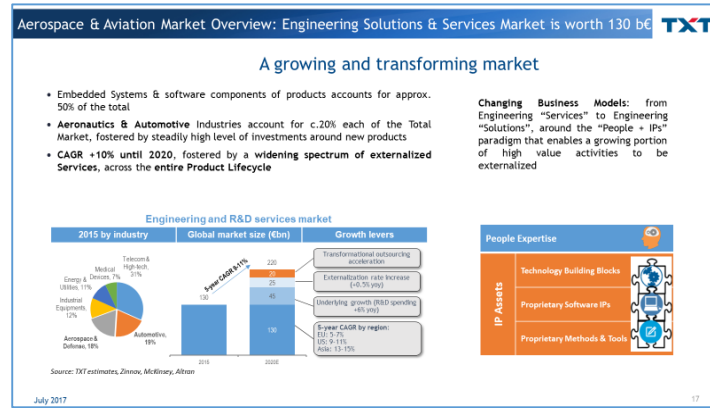 Aerospace & Aviation Market Overview: Engineering Solutions & Services Market is worth 130 b€
TXT
A growing and transforming market
• Embedded Systems & software components of products accounts for approx.
50% of the total
• Aeronautics & Automotive Industries account for c.20% each of the Total
Market, fostered by steadily high level of investments around new products
• CAGR +10% until 2020, fostered by a widening spectrum of externalized
Services, across the entire Product Lifecycle
Changing Business Models: from
Engineering “Services” to Engineering
“Solutions”, around the “People + IPs”
paradigm that enables a growing portion
of high value activities to be
externalized
Engineering and R&D services market
2015 by industry
Global market size (€bn)
Growth levers
Telecom &
High-tech,
31%
Medical
Devices, 7%
Energy &
Utilities, 11%
Industrial
Equipments,
12%
Aerospace &
Defense, 18%
Automotive,
19%
5-year CAGR 9-11%
130
2015
220
20
25
45
130
2020E
Transformational outsourcing
acceleration
Externalization rate increase
(+0.5% yoy)
Underlying growth (R&D spending
+6% yoy)
5-year CAGR by region:
EU: 5-7%
US: 9-11%
Asia: 13-15%
People Expertise
IP Assets
Technology Building Blocks
Proprietary Software IPs
Proprietary Methods & Tools
Source: TXT estimates, Zinnov, McKinsey, Altran
July 2017
17